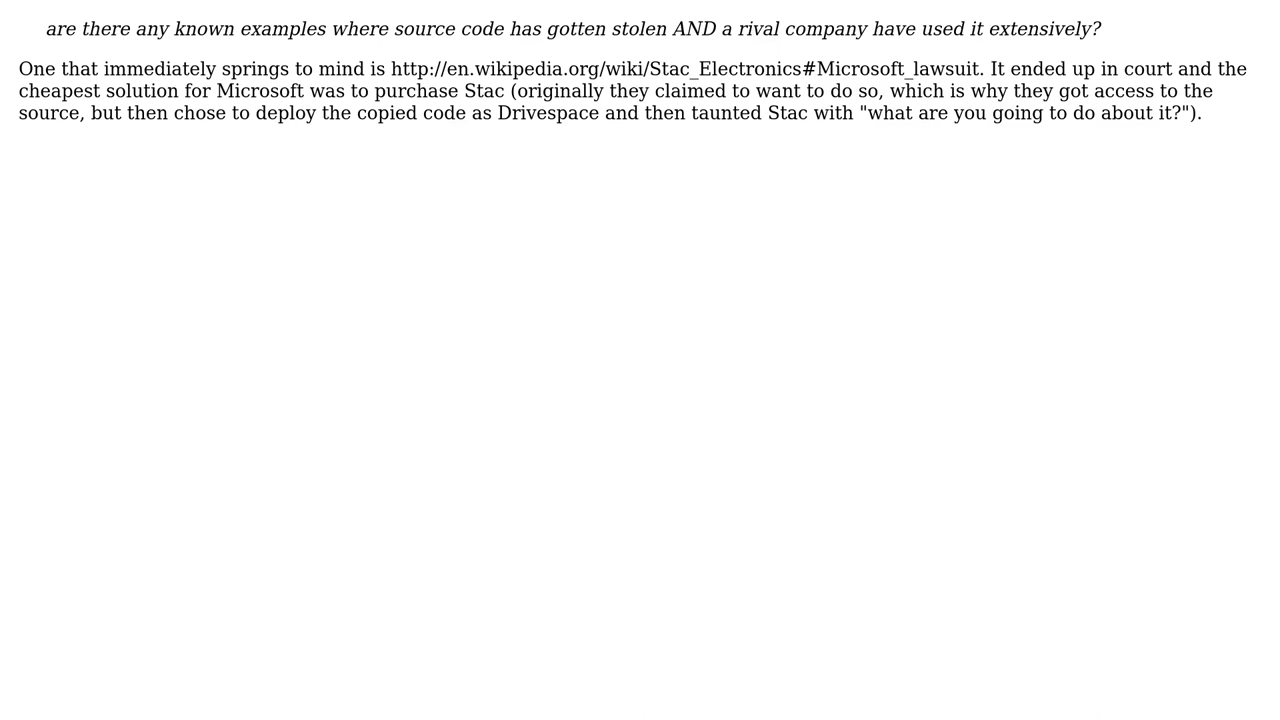 are there any known examples where source code has gotten stolen AND a rival company have used it extensively?
One that immediately springs to mind is http://en.wikipedia.org/wiki/Stac_Electronics#Microsoft_lawsuit. It ended up in court and the
cheapest solution for Microsoft was to purchase Stac (originally they claimed to want to do so, which is why they got access to the
source, but then chose to deploy the copied code as Drivespace and then taunted Stac with "what are you going to do about it?").